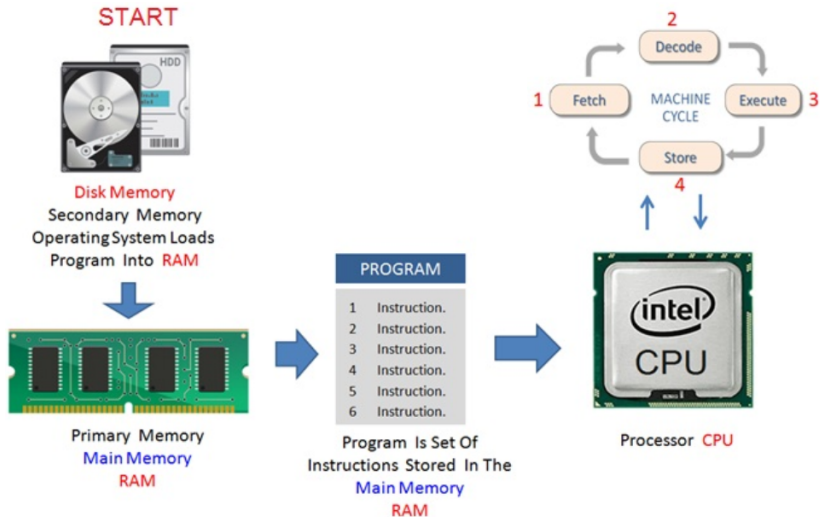 START
HDD
Disk Memory
Secondary Memory
Operating System Loads
Program Into RAM
Primary Memory
Main Memory
RAM
PROGRAM
1 Instruction.
2 Instruction.
3 Instruction.
4 Instruction.
5 Instruction.
6 Instruction.
Program Is Set Of
Instructions Stored In The
Main Memory
RAM
2
Decode
1 Fetch
MACHINE
CYCLE
Execute 3
Store
4
intel
CPU
Processor CPU